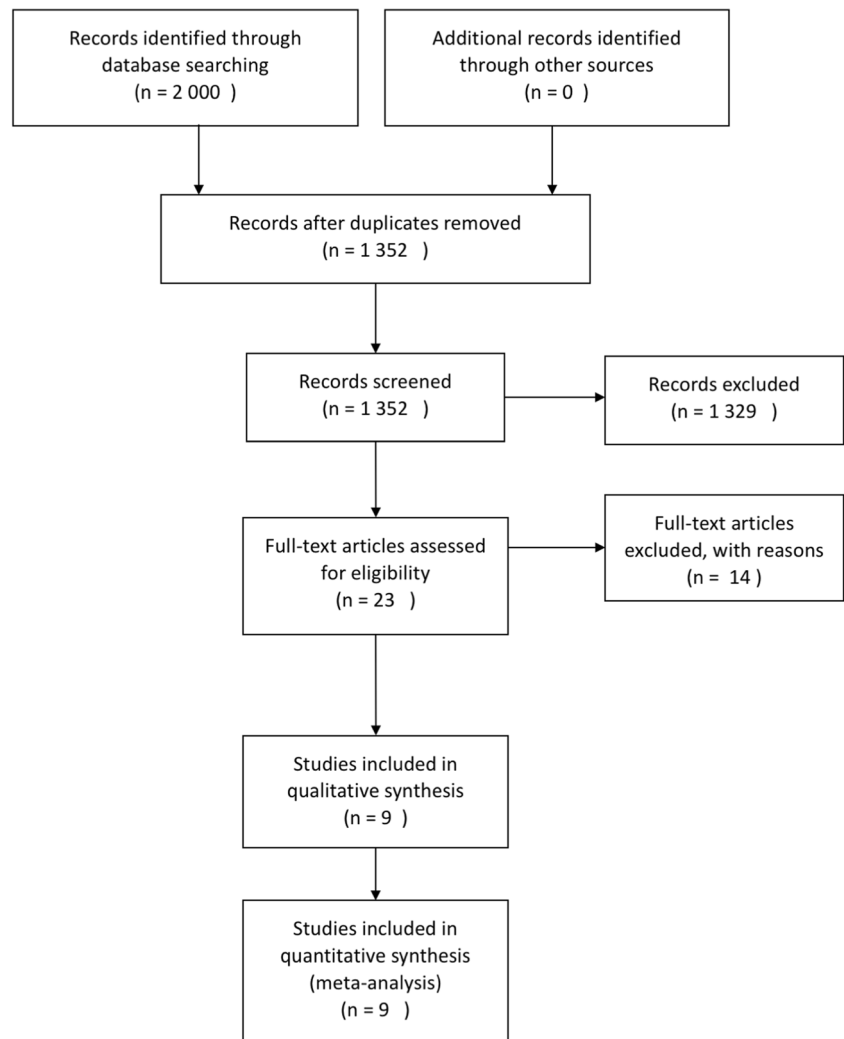 Records identified through
database searching
(n = 2 000 )
Additional records identified
through other sources
(n = 0 )
Records after duplicates removed
(n = 1 352 )
Records screened
(n = 1 352 )
Records excluded
(n = 1 329 )
Full-text articles assessed
for eligibility
(n = 23 )
Full-text articles
excluded, with reasons
(n = 14 )
Studies included in
qualitative synthesis
(n = 9 )
Studies included in
quantitative synthesis
(meta-analysis)
(n = 9 )